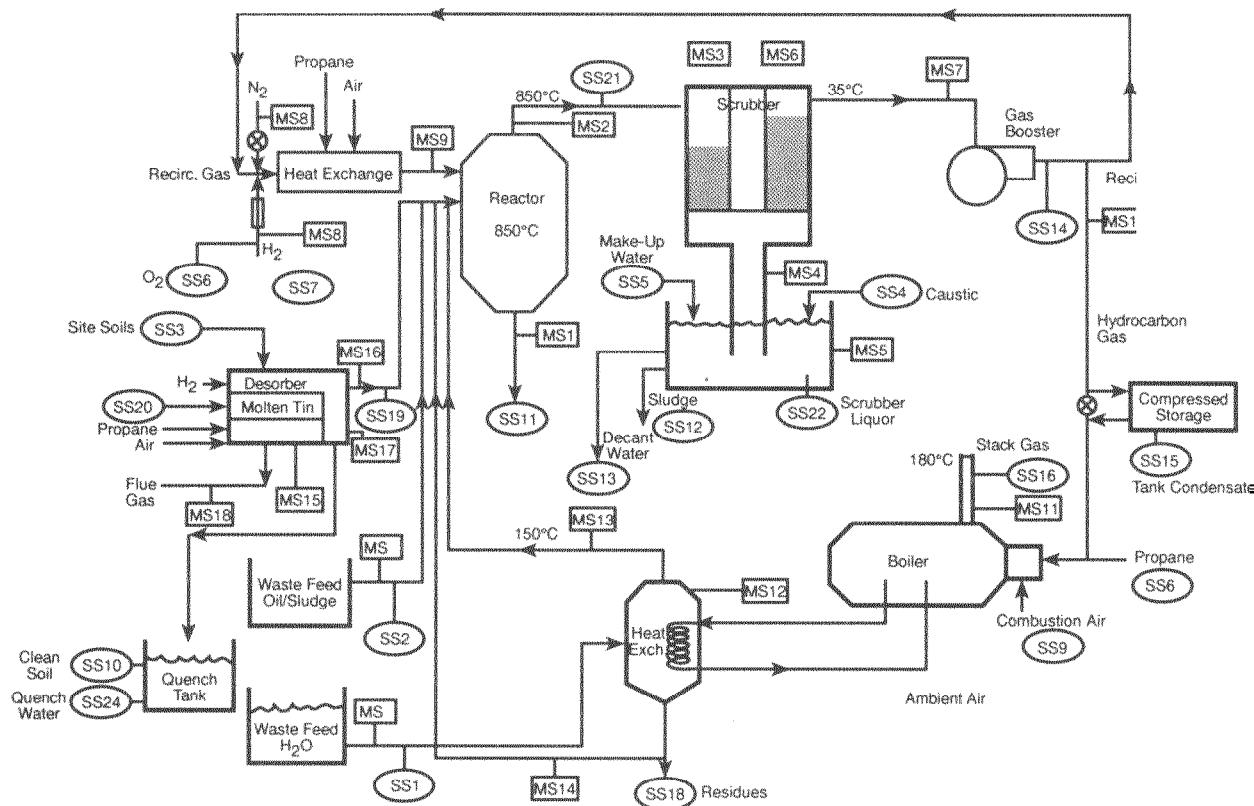 MS3
MS6
SS21
Propane
MS7
850°C
Scrubber
35°C
N2
Air
MS8
MS2
Gas
Booster
MS9
Recirc. Gas
Heat Exchange
Reactor
850°C
Reci
MS8
H2
SS14
MS1
O2
SS6
SS7
Make-Up
Water
SS5
MS4
SS4
Caustic
Site Soils
SS3
MS1
MS5
Hydrocarbon
Gas
MS16
H2
Desorber
SS20
Molten Tin
SS19
SS11
Sludge
SS12
SS22
Scrubber
Liquor
Compressed
Storage
Propane
Air
MS17
Decant
Water
SS13
Stack Gas
180°C
SS16
SS15
Tank Condensate
Flue
Gas
MS18
MS15
MS13
MS11
150°C
MS
Waste Feed
Oil/Sludge
SS2
MS12
Boiler
Propane
SS6
Heat
Exch.
Combustion Air
SS9
Clean
Soil
SS10
Quench
Tank
Quench
Water
SS24
MS
Waste Feed
H2O
Ambient Air
SS1
MS14
SS18
Residues